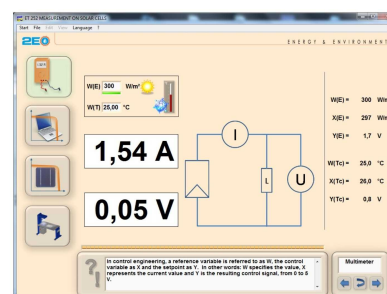 ET 252 MEASUREMENT ON SOLAR CELLS
Start File Edit View Language ?
2E0
ENERGY & ENVIRONMENT
W(E) 300 W/m²
W(T) 25,00 °C
1,54 A
0,05 V
I
L
U
W(E) = 300 W/m
X(E) = 297 W/m
Y(E) = 1,7 V
W(Tc) = 25,0 °C
X(Tc) = 26,0 °C
Y(Tc) = 0,8 V
?
In control engineering, a reference variable is referred to as W, the control
variable as X and the setpoint as Y. In other words: W specifies the value, X
represents the current value and Y is the resulting control signal, from 0 to 5
V.
Multimeter